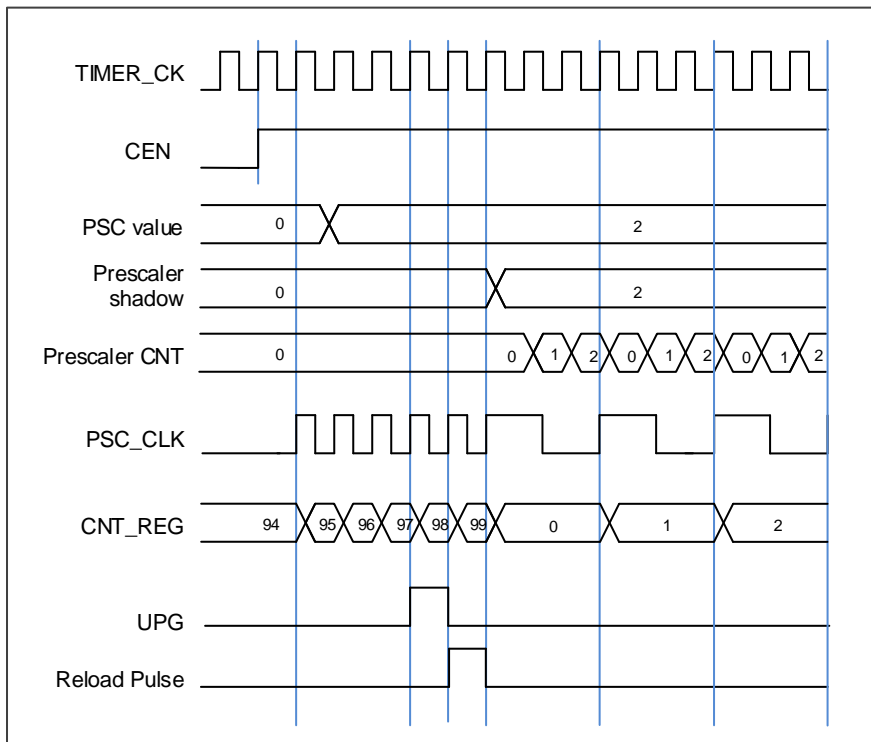 TIMER_CK
CEN
PSC value 0 2
Prescaler
shadow 0 2
Prescaler CNT 0 0 1 2 0 1 2 0 1 2
PSC_CLK
CNT_REG 94 95 96 97 98 99 0 1 2
UPG
Reload Pulse